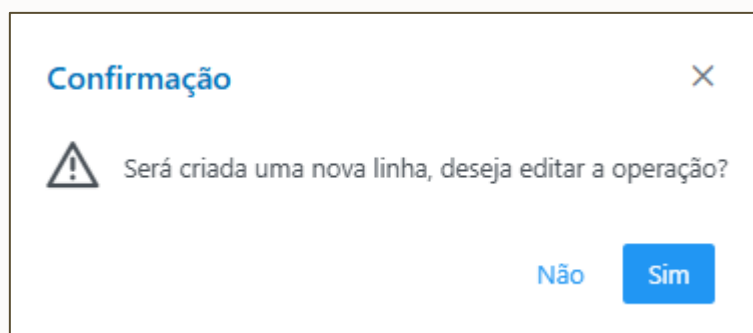 Confirmação
Será criada uma nova linha, deseja editar a operação?
Não
Sim